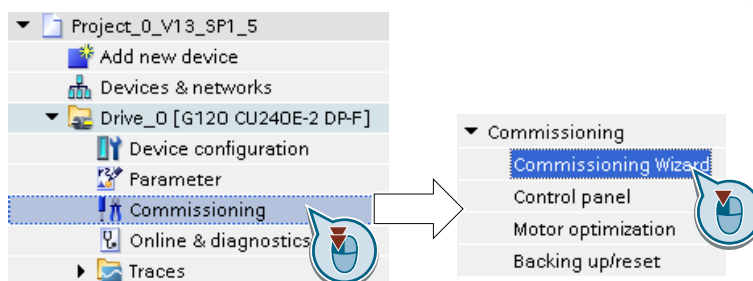 Project_0_V13_SP1_5
Add new device
Devices & networks
Drive_0 [G120 CU240E-2 DP-F]
Device configuration
Parameter
Commissioning
Online & diagnostics
Traces
Commissioning
Commissioning Wizard
Control panel
Motor optimization
Backing up/reset